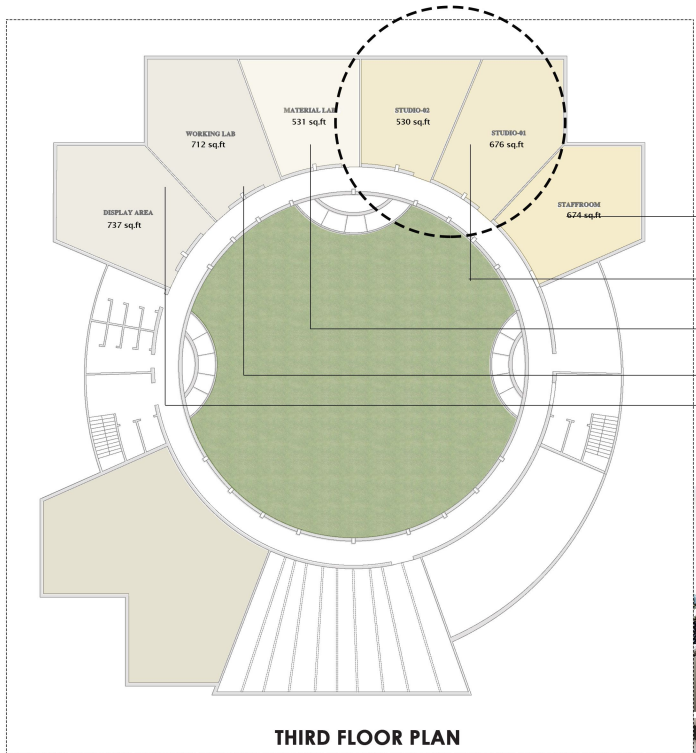 MATERIAL LAB
531 sq.ft
STUDIO-02
530 sq.ft
WORKING LAB
712 sq.ft
STUDIO-01
676 sq.ft
DISPLAY AREA
737 sq.ft
STAFFROOM
674 sq.ft
THIRD FLOOR PLAN